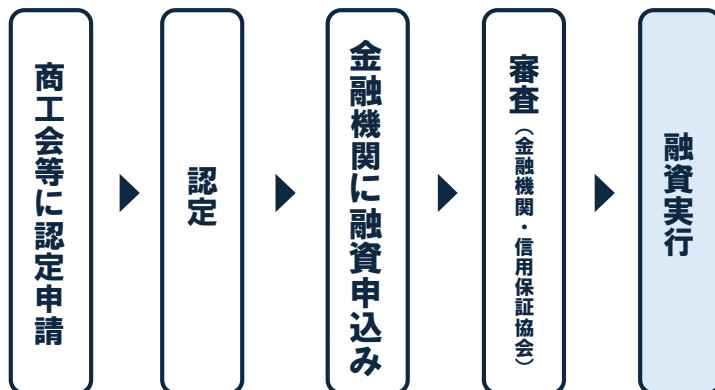 商工会等に認定申請
認定
金融機関に融資申込み
審査（金融機関・信用保証協会）
融資実行